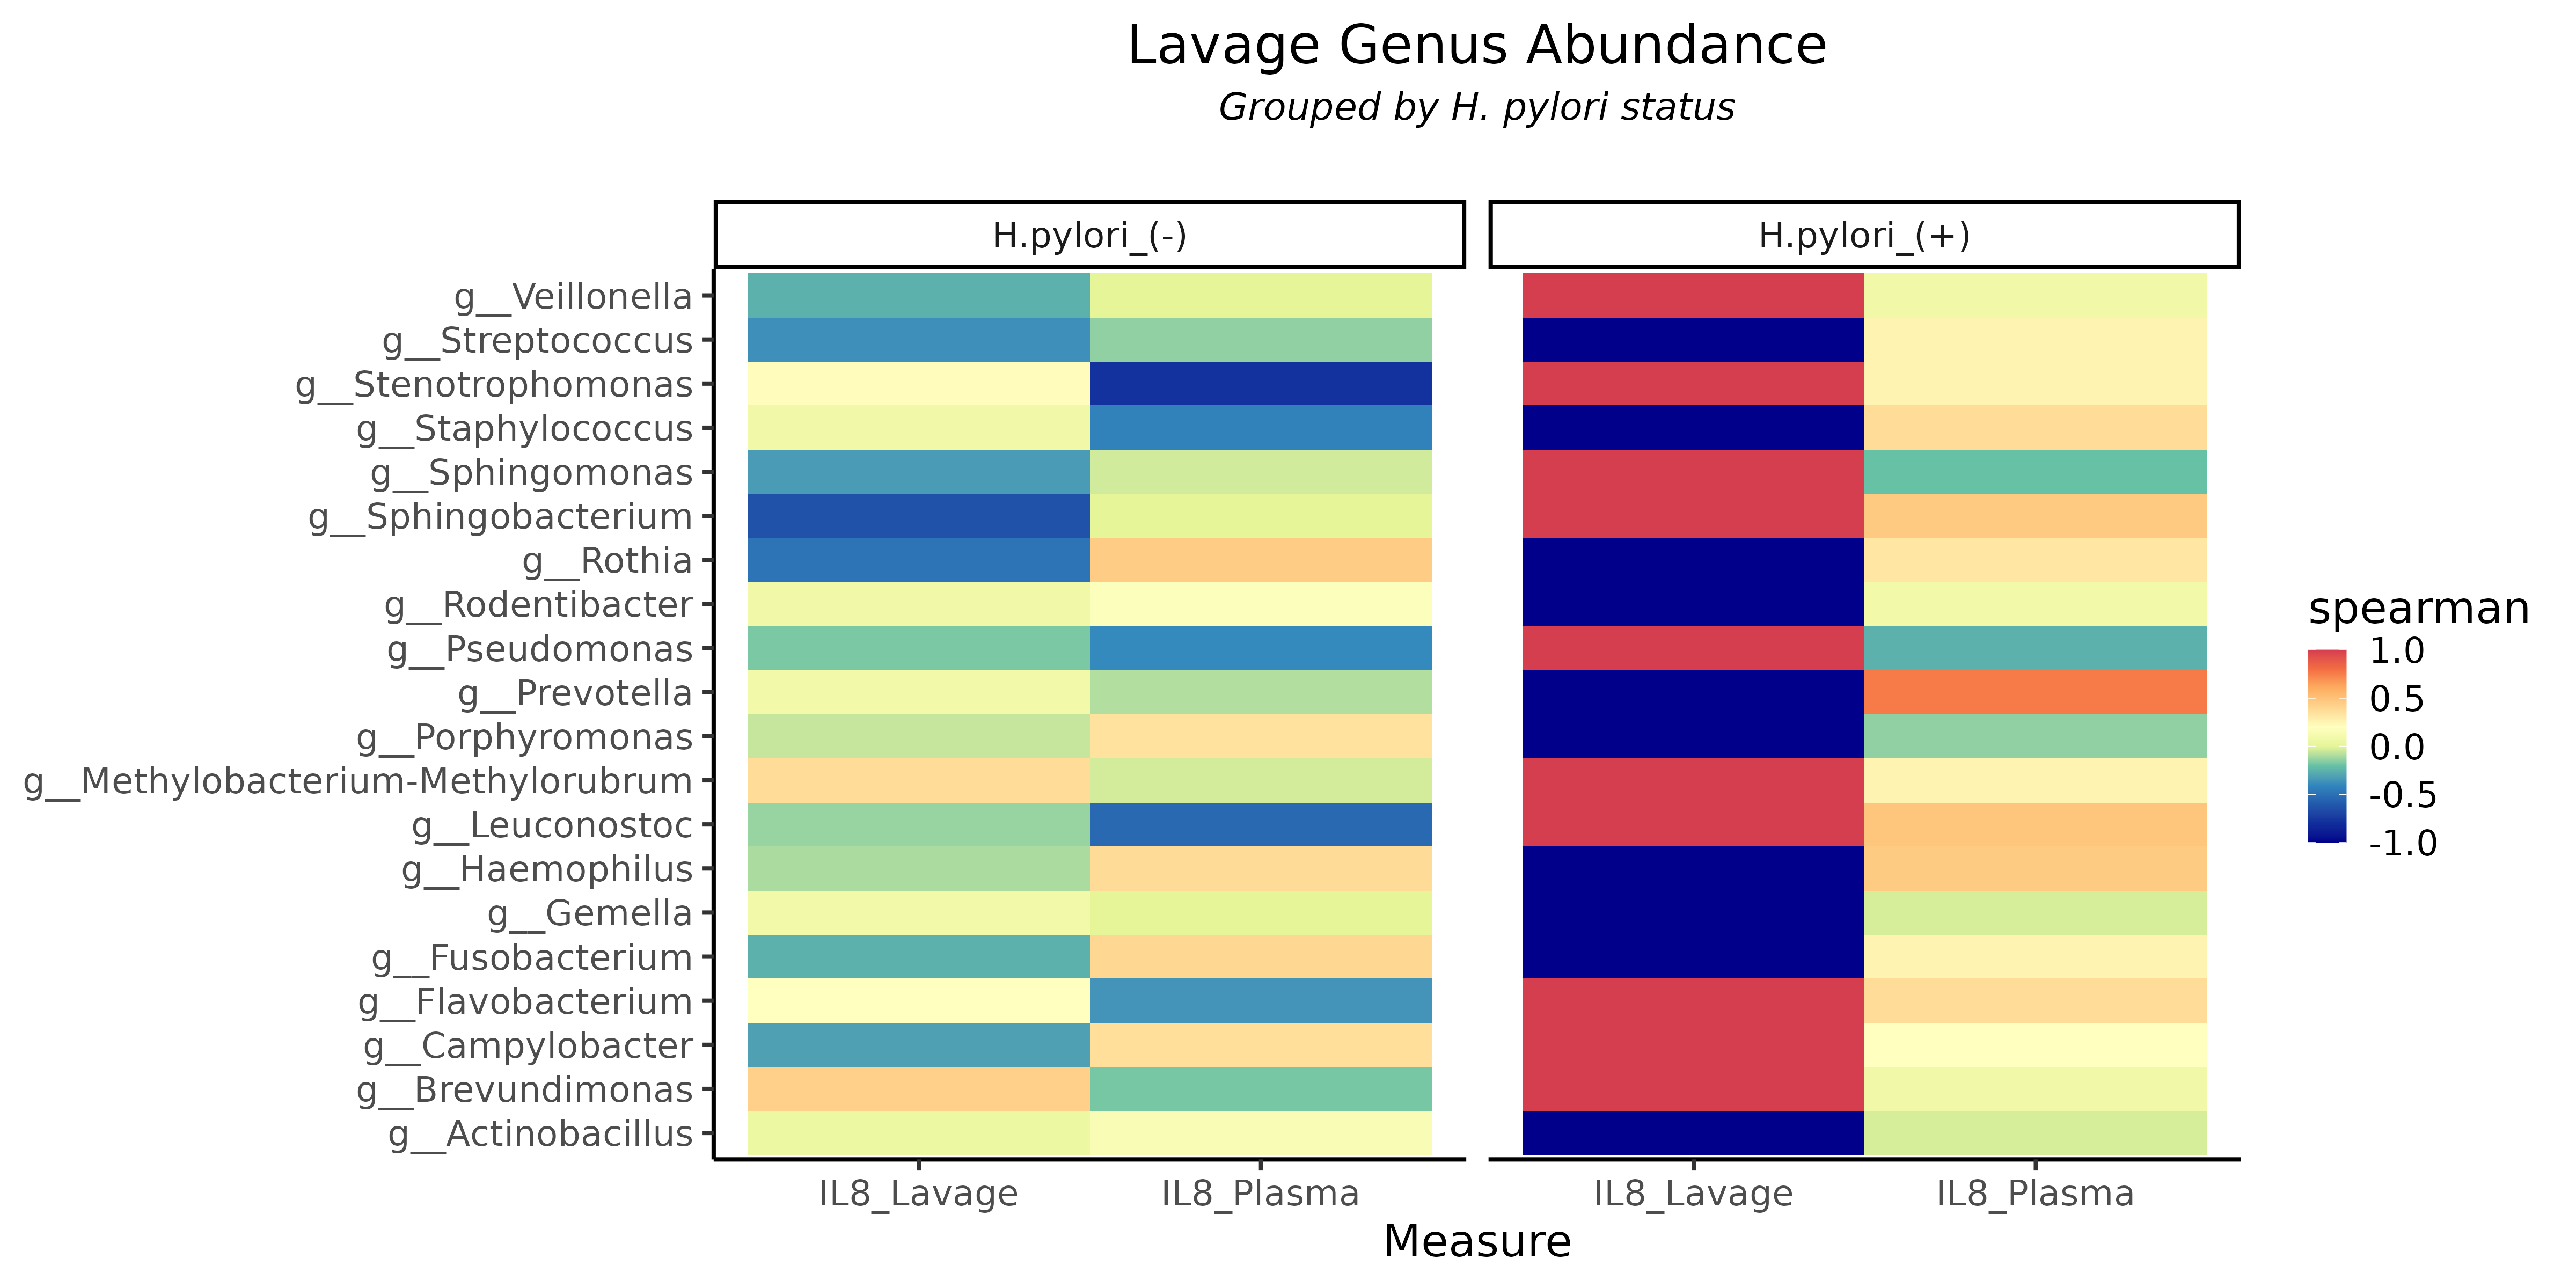 Lavage Genus Abundance
Grouped by H. pylori status
H.pylori_(-)
H.pylori_(+)
g__Veillonella
g__Streptococcus
g__Stenotrophomonas
g__Staphylococcus
g__Sphingomonas
g__Sphingobacterium
g__Rothia
g__Rodentibacter
g__Pseudomonas
g__Prevotella
g__Porphyromonas
g__Methylobacterium-Methylorubrum
g__Leuconostoc
g__Haemophilus
g__Gemella
g__Fusobacterium
g__Flavobacterium
g__Campylobacter
g__Brevundimonas
g__Actinobacillus
IL8_Lavage
IL8_Plasma
IL8_Lavage
IL8_Plasma
Measure
spearman
1.0
0.5
0.0
-0.5
-1.0